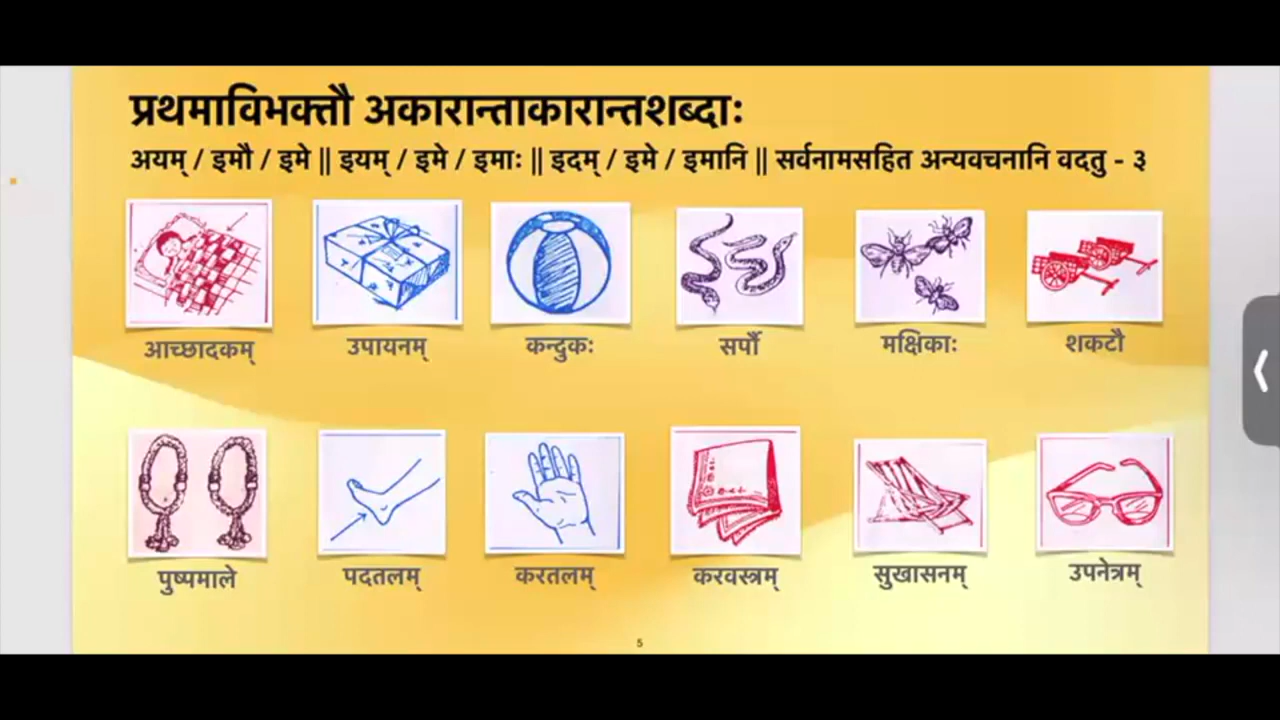 प्रथमाविभक्तौ अकारान्ताकारान्तशब्दाः
अयम् / इमौ / इमे || इयम् / इमे / इमाः || इदम् / इमे / इमानि || सर्वनामसहित अन्यवचनानि वदतु - ३
आच्छादकम् उपायनम् कन्दुकः सर्पौ मक्षिकाः शकटौ
पुष्पमाले पदतलम् करतलम् करवस्त्रम् सुखासनम् उपनेत्रम्
5